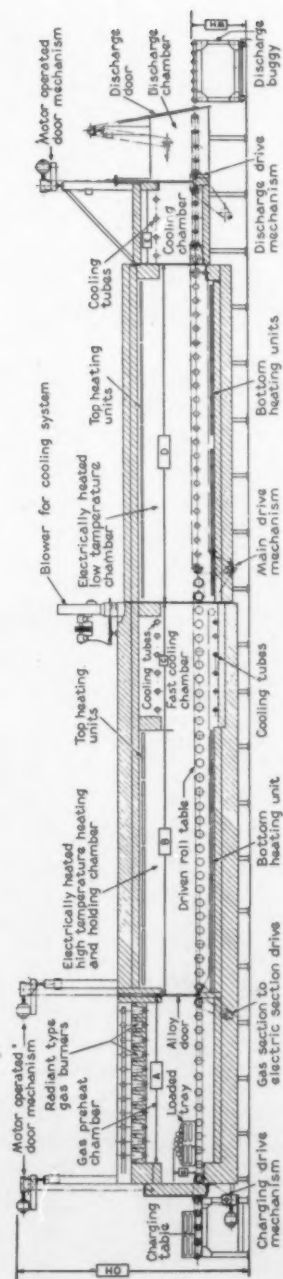 Motor operated
door mechanism
Radiant type
gas burners
Gas preheat
chamber
A
Loaded
tray
Charging
table
Alloy
door
Charging drive
mechanism
Gas section to
electric section drive
Top heating
units
Electrically heated
high temperature heating
and holding chamber
B
Driven roll table
Bottom
heating unit
Blower for cooling system
Cooling tubes
C
Fast cooling
chamber
Cooling tubes
Top heating units
Electrically heated
low temperature
chamber
D
Main drive
mechanism
Bottom
heating units
Motor operated
door mechanism
Cooling
tubes
E
Cooling
chamber
Discharge
door
Discharge
chamber
Discharge drive
mechanism
Discharge
buggy